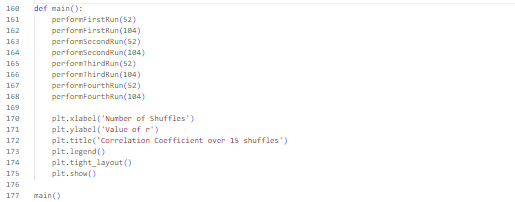 160 def main():
161     performFirstRun(52)
162     performFirstRun(104)
163     performSecondRun(52)
164     performSecondRun(104)
165     performThirdRun(52)
166     performThirdRun(104)
167     performFourthRun(52)
168     performFourthRun(104)
169
170     plt.xlabel('Number of Shuffles')
171     plt.ylabel('Value of r')
172     plt.title('Correlation Coefficient over 15 shuffles')
173     plt.legend()
174     plt.tight_layout()
175     plt.show()
176
177 main()